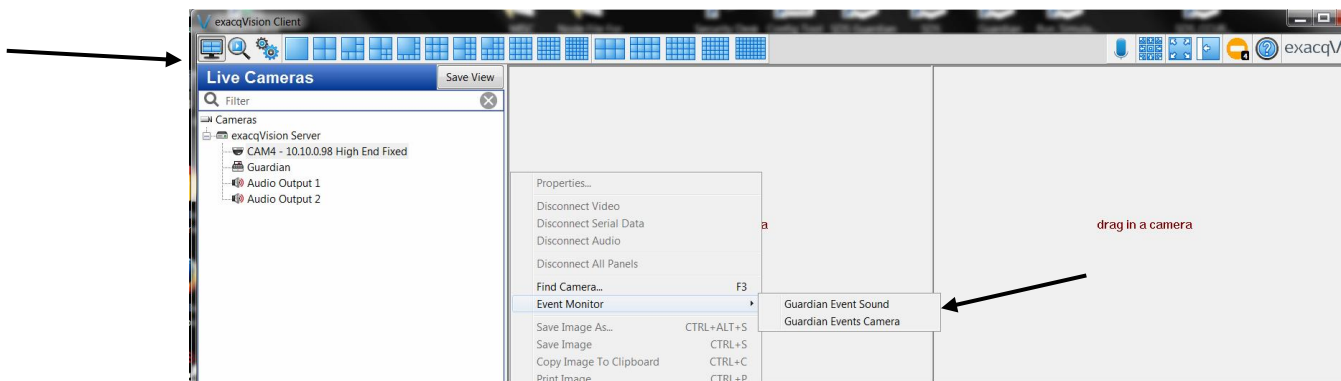 exacqVision Client
exacqV
Live Cameras
Save View
Filter
Cameras
exacqVision Server
CAM4 - 10.10.0.98 High End Fixed
Guardian
Audio Output 1
Audio Output 2
Properties...
Disconnect Video
Disconnect Serial Data
Disconnect Audio
Disconnect All Panels
Find Camera... F3
Event Monitor
Save Image As... CTRL+ALT+S
Save Image CTRL+S
Copy Image To Clipboard CTRL+C
Print Image CTRL+P
a
Guardian Event Sound
Guardian Events Camera
drag in a camera